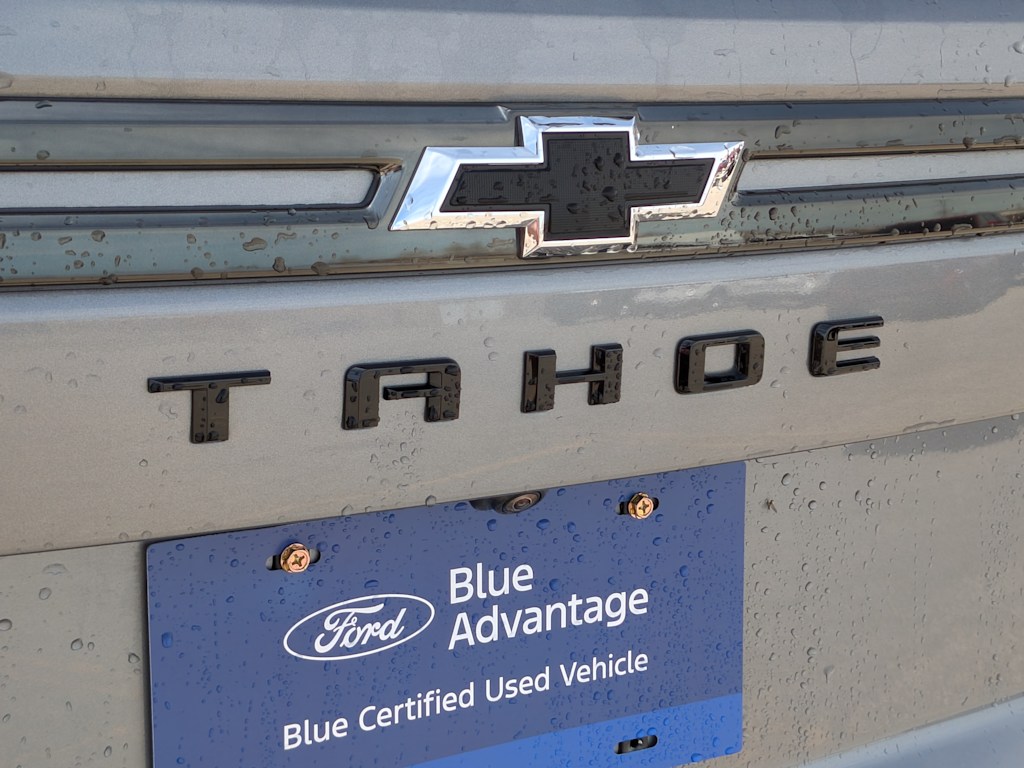 TAHOE
Ford
Blue
Advantage
Blue Certified Used Vehicle